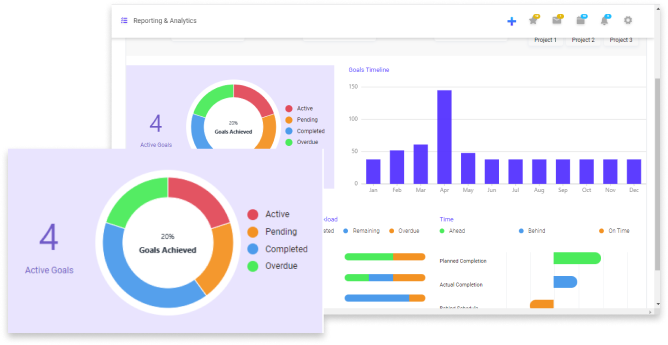 Reporting & Analytics
Project 1 Project 2 Project 3
Goals Timeline
150
100
50
0
Jan Feb Mar Apr May Jun Jul Aug Sep Oct Nov Dec
4
Active Goals
20%
Goals Achieved
Active
Pending
Completed
Overdue
4
Active Goals
20%
Goals Achieved
Active
Pending
Completed
Overdue
Remaining Overdue
Time
Ahead Behind On Time
Planned Completion
Actual Completion
Behind Schedule